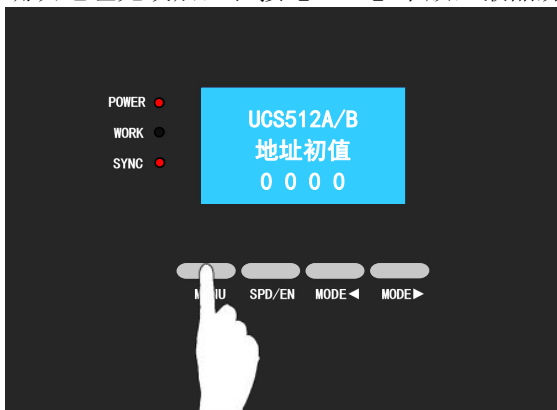 POWER
WORK
SYNC
UCS512A/B
地址初值
0 0 0 0
SPD/EN
MODE◀
MODE▶